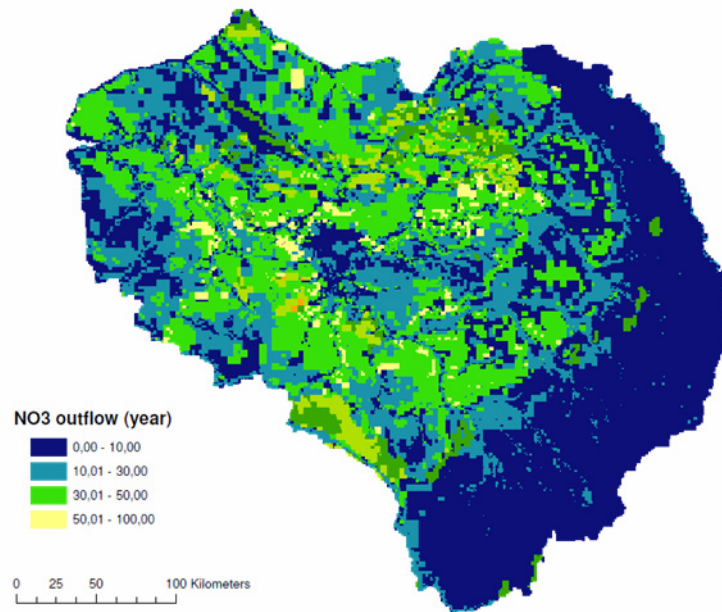 NO3 outflow (year)
0,00 - 10,00
10,01 - 30,00
30,01 - 50,00
50,01 - 100,00
0 25 50 100 Kilometers